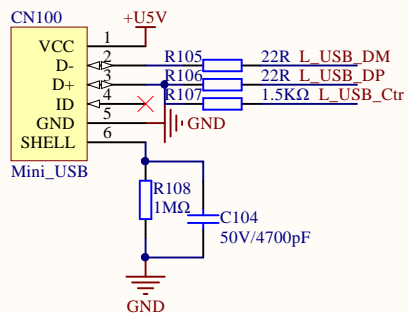 CN100
+U5V
VCC 1
D- 2 R105 22R L_USB_DM
D+ 3 R106 22R L_USB_DP
ID 4 R107 1.5KΩ L_USB_Ctr
GND 5 GND
SHELL 6
Mini_USB
R108
1MΩ
C104
50V/4700pF
GND